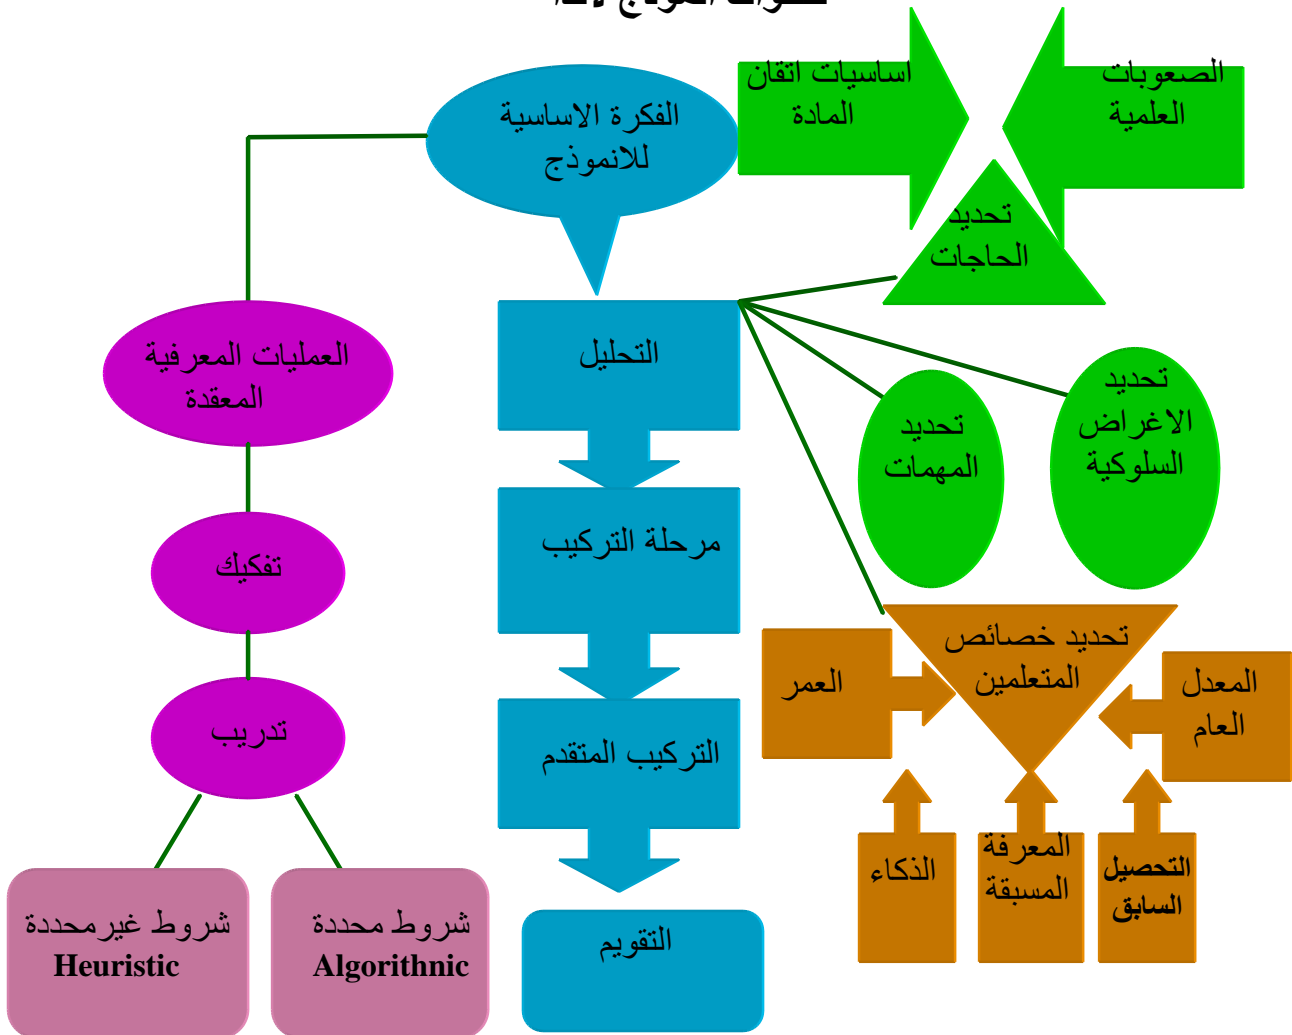 الفكرة الاساسية
للانموذج
اساسيات اتقان
المادة
الصعوبات
العلمية
تحديد
الحاجات
العمليات المعرفية
المعقدة
التحليل
تحديد
المهمات
تحديد
الاغراض
السلوكية
تفكيك
مرحلة التركيب
تدريب
التركيب المتقدم
تحديد خصائص
المتعلمين
العمر
المعدل
العام
الذكاء
المعرفة
المسبقة
التحصيل
السابق
شروط غيرمحددة
Heuristic
شروط محددة
Algorithnic
التقويم